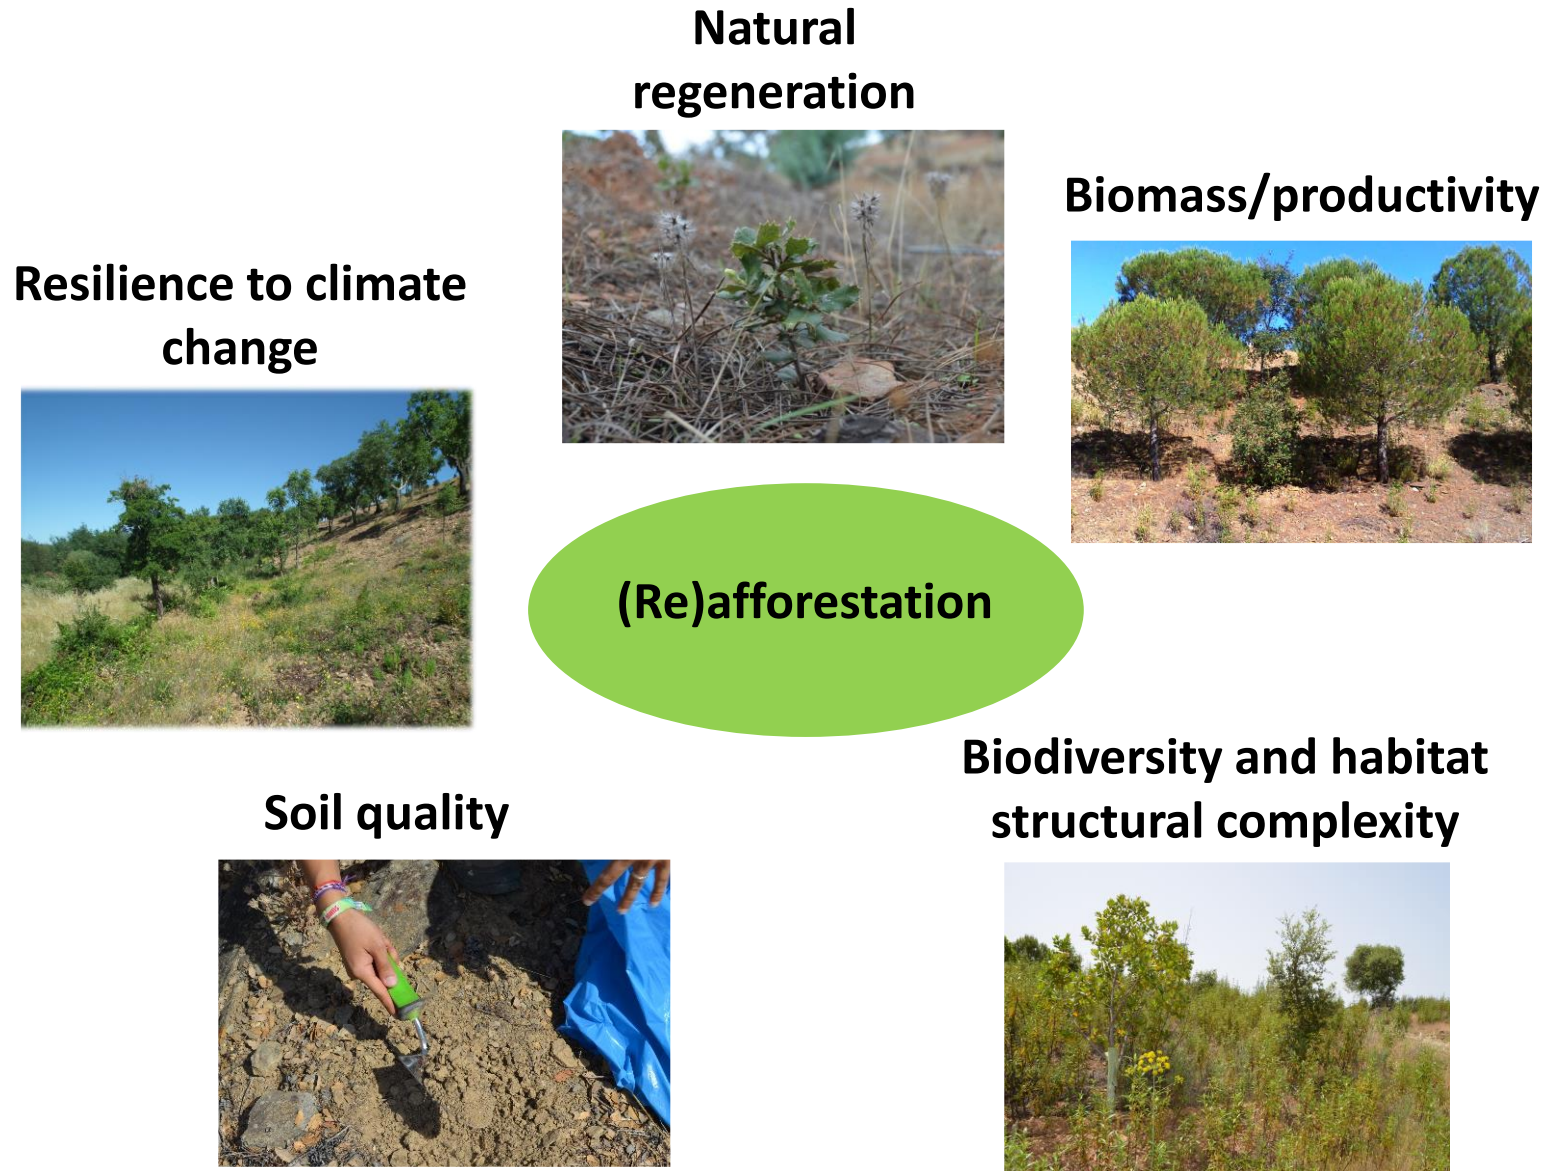 Natural
regeneration
Biomass/productivity
Resilience to climate
change
(Re)afforestation
Biodiversity and habitat
structural complexity
Soil quality